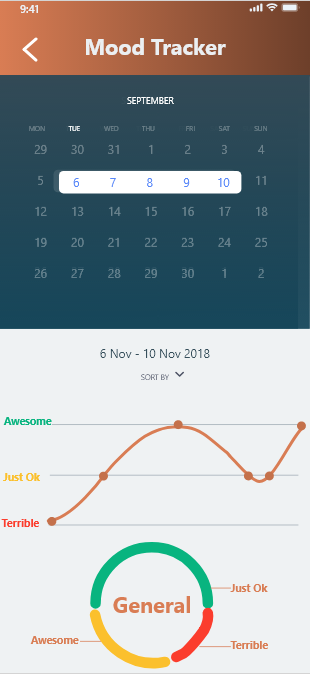 9:41
Mood Tracker
SEPTEMBER
MON TUE WED THU FRI SAT SUN
29 30 31 1 2 3 4
5 6 7 8 9 10 11
12 13 14 15 16 17 18
19 20 21 22 23 24 25
26 27 28 29 30 1 2
6 Nov - 10 Nov 2018
SORT BY
Awesome
Just Ok
Terrible
General
Just Ok
Awesome
Terrible